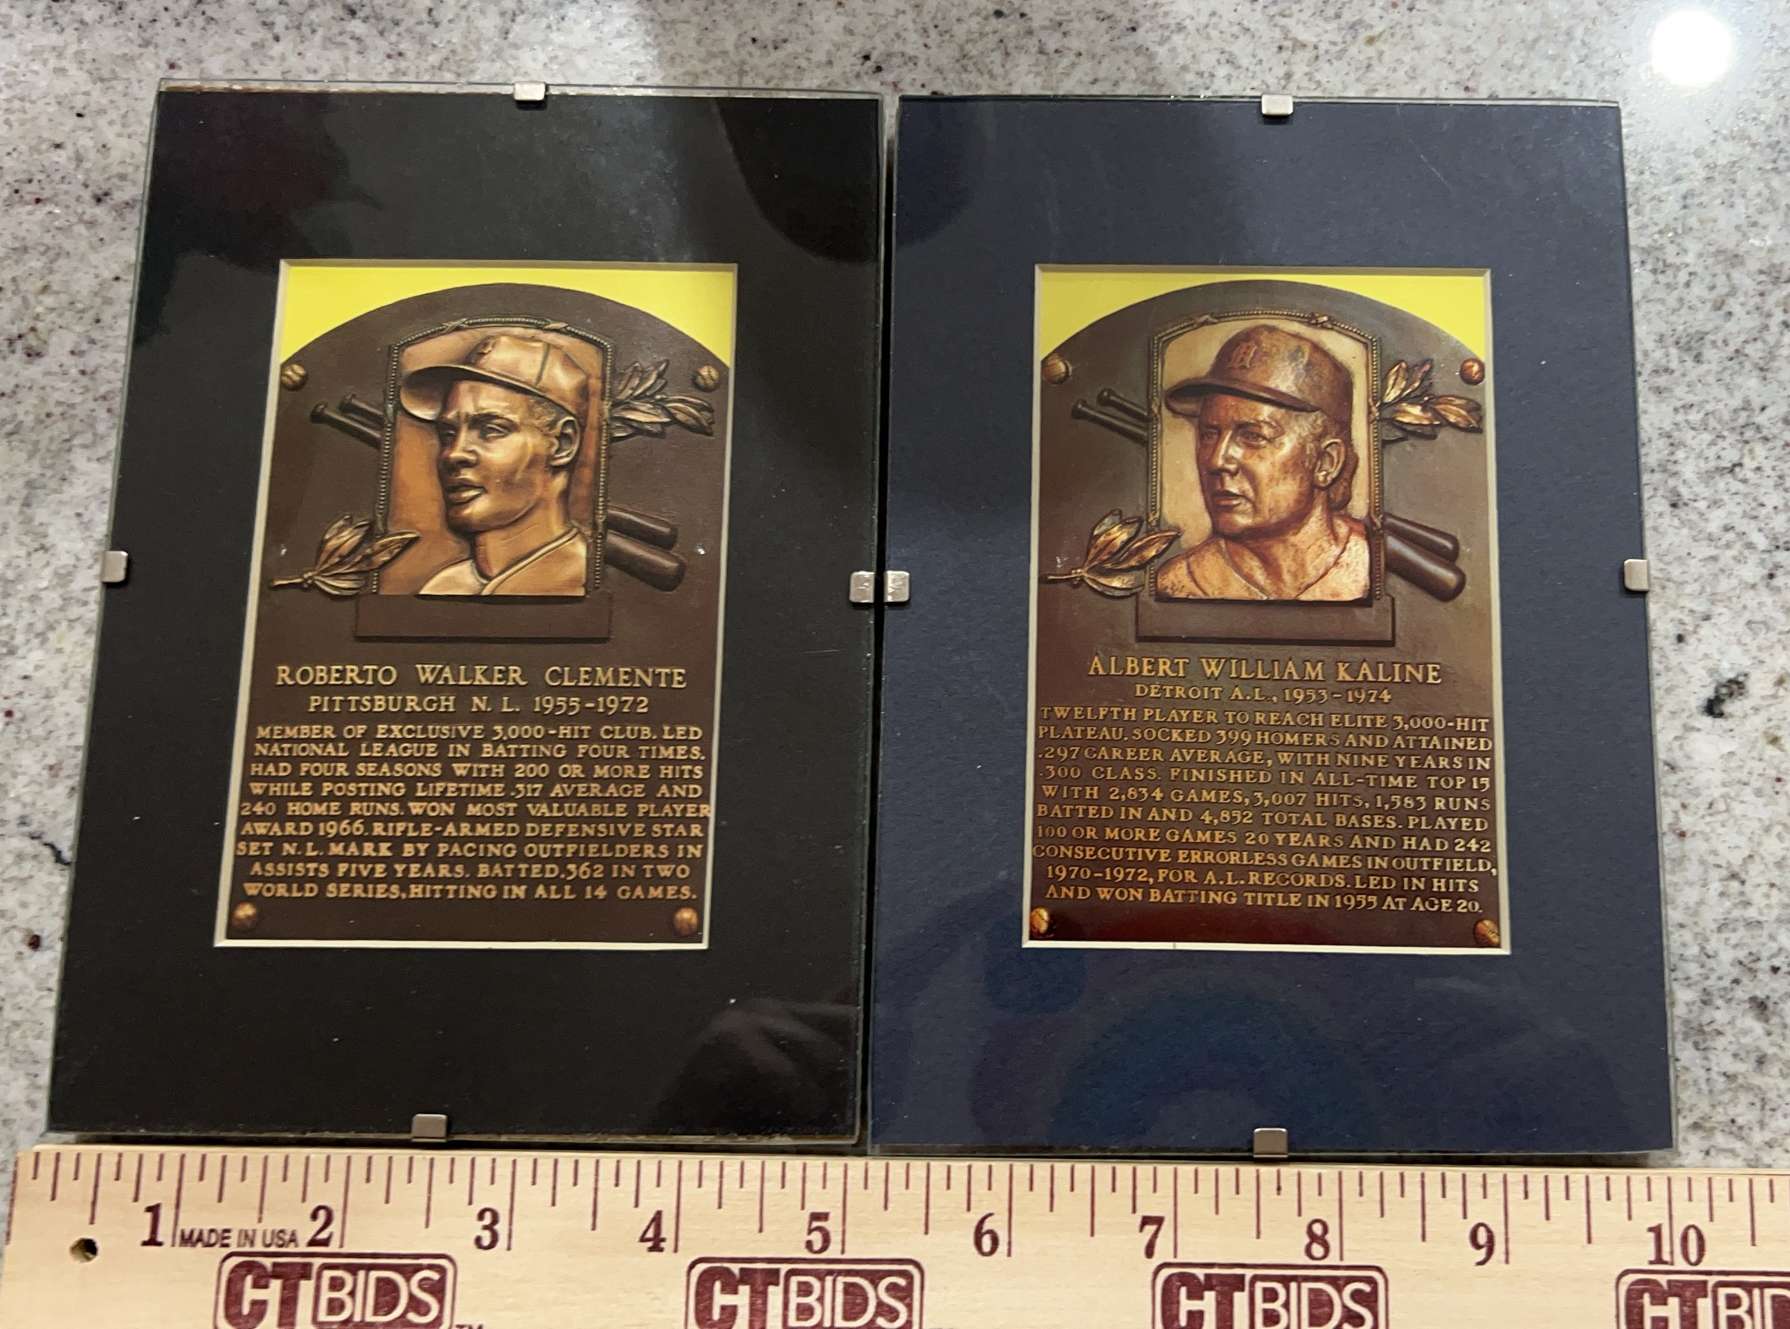 ROBERTO WALKER CLEMENTE
PITTSBURGH N. L. 1955-1972
MEMBER OF EXCLUSIVE 3,000-HIT CLUB. LED
NATIONAL LEAGUE IN BATTING FOUR TIMES.
HAD FOUR SEASONS WITH 200 OR MORE HITS
WHILE POSTING LIFETIME .317 AVERAGE AND
240 HOME RUNS. WON MOST VALUABLE PLAYER
AWARD 1966. RIFLE-ARMED DEFENSIVE STAR
SET N.L. MARK BY PACING OUTFIELDERS IN
ASSISTS FIVE YEARS. BATTED .362 IN TWO
WORLD SERIES, HITTING IN ALL 14 GAMES.
ALBERT WILLIAM KALINE
DETROIT A.L., 1953-1974
TWELFTH PLAYER TO REACH ELITE 3,000-HIT
PLATEAU. SOCKED 399 HOMERS AND ATTAINED
.297 CAREER AVERAGE, WITH NINE YEARS IN
.300 CLASS. FINISHED IN ALL-TIME TOP 15
WITH 2,834 GAMES, 3,007 HITS, 1,583 RUNS
BATTED IN AND 4,852 TOTAL BASES. PLAYED
100 OR MORE GAMES 20 YEARS AND HAD 242
CONSECUTIVE ERRORLESS GAMES IN OUTFIELD,
1970-1972, FOR A.L. RECORDS. LED IN HITS
AND WON BATTING TITLE IN 1955 AT AGE 20.
1 MADE IN USA 2 3 4 5 6 7 8 9 10
CTBIDS™ CTBIDS CTBIDS CTBID